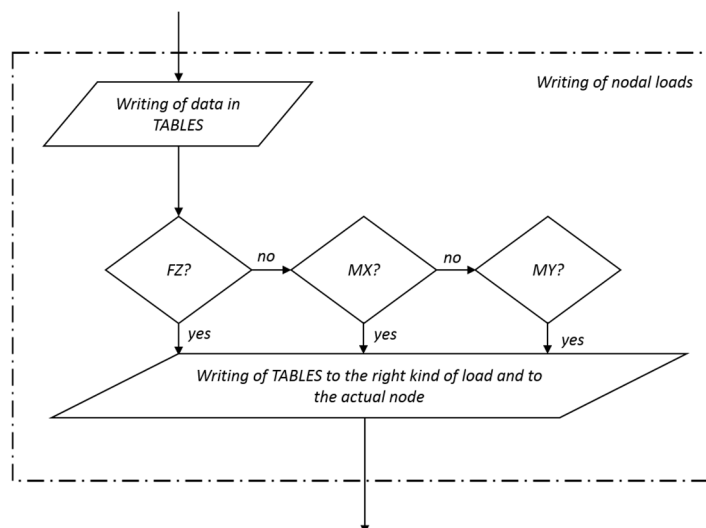 Writing of nodal loads
Writing of data in
TABLES
FZ?
no
MX?
no
MY?
yes
yes
yes
Writing of TABLES to the right kind of load and to
the actual node